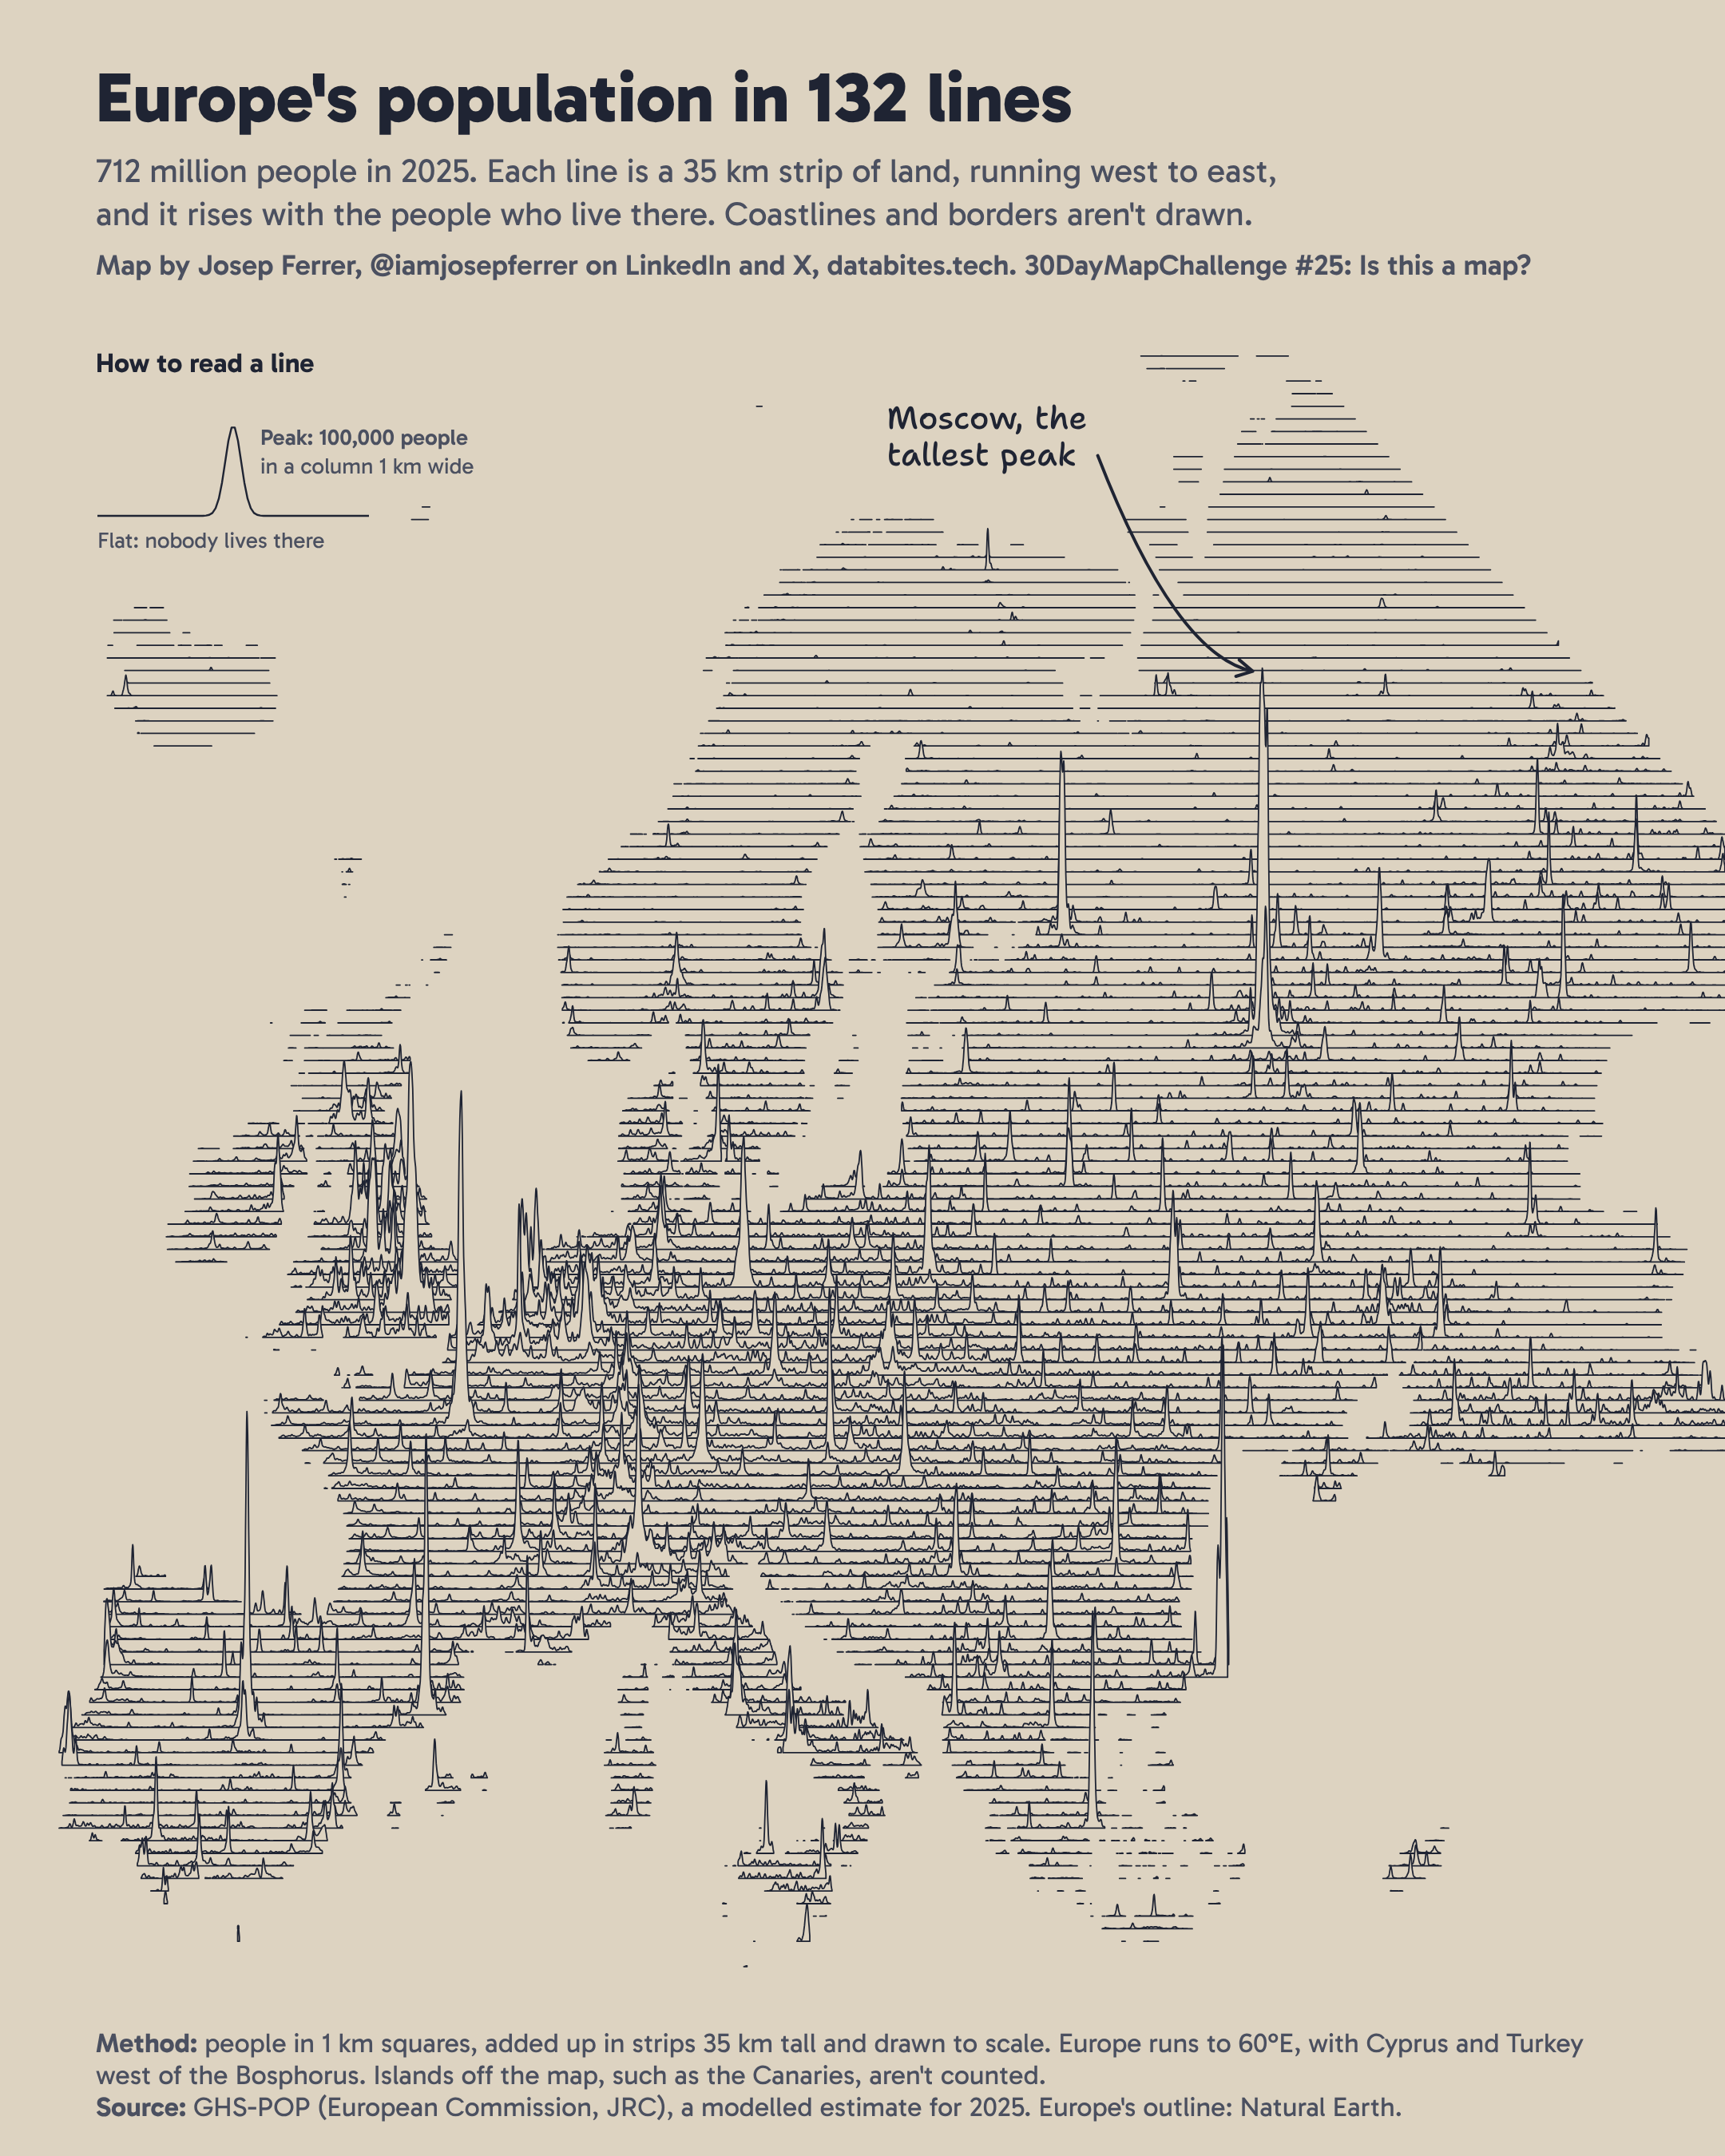 Europe's population in 132 lines
712 million people in 2025. Each line is a 35 km strip of land, running west to east,
and it rises with the people who live there. Coastlines and borders aren't drawn.
Map by Josep Ferrer, @iamjosepferrer on LinkedIn and X, databites.tech. 30DayMapChallenge #25: Is this a map?
How to read a line
Peak: 100,000 people
in a column 1 km wide
Flat: nobody lives there
Moscow, the
tallest peak
Method: people in 1 km squares, added up in strips 35 km tall and drawn to scale. Europe runs to 60°E, with Cyprus and Turkey
west of the Bosphorus. Islands off the map, such as the Canaries, aren't counted.
Source: GHS-POP (European Commission, JRC), a modelled estimate for 2025. Europe's outline: Natural Earth.